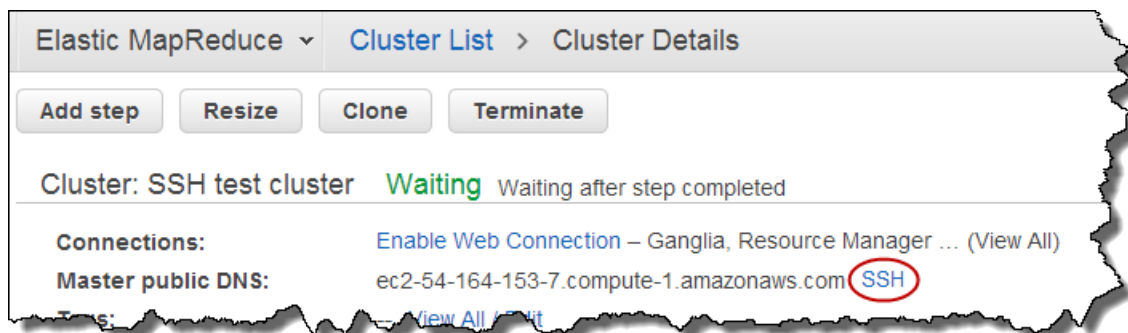 Elastic MapReduce Cluster List > Cluster Details
Add step Resize Clone Terminate
Cluster: SSH test cluster Waiting Waiting after step completed
Connections: Enable Web Connection – Ganglia, Resource Manager ... (View All)
Master public DNS: ec2-54-164-153-7.compute-1.amazonaws.com SSH
View All /